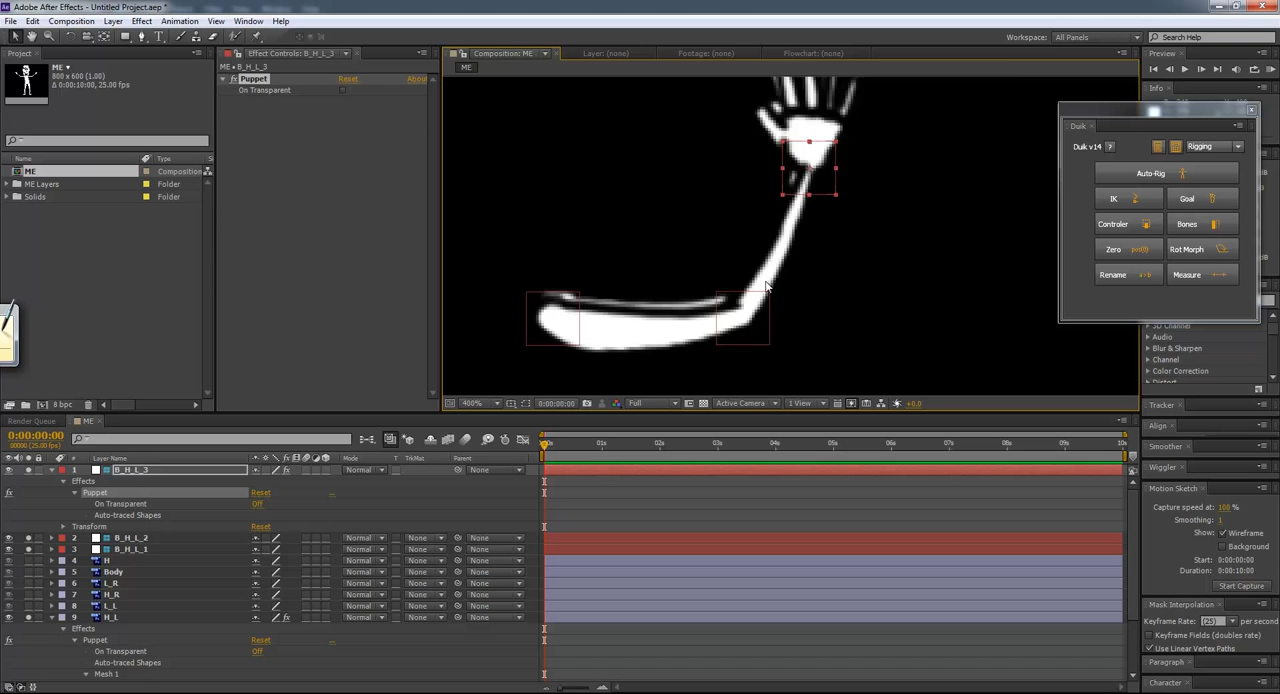 Adobe After Effects - Untitled Project.aep *
File Edit Composition Layer Effect Animation View Window Help
Workspace: All Panels Search Help
Project
ME
800 x 600 (1.00)
Δ 0:00:10:00, 25.00 fps
Name Type
ME Composition
ME Layers Folder
Solids Folder
8 bpc
Effect Controls: B_H_L_3
ME • B_H_L_3
fx Puppet Reset About
On Transparent
Composition: ME Layer: (none) Footage: (none) Flowchart: (none)
ME
400% 0:00:00:00 Full Active Camera 1 View +0.0
Preview
Info
Duik
Duik v14 ? Rigging
Auto-Rig
IK Goal
Controler Bones
Zero Rot Morph
Rename Measure
3D Channel
Audio
Blur & Sharpen
Channel
Color Correction
Distort
Tracker
Align
Smoother
Wiggler
Motion Sketch
Capture speed at: 100 %
Smoothing: 1
Show: Wireframe
Background
Start: 0:00:00:00
Duration: 0:00:10:00
Start Capture
Mask Interpolation
Keyframe Rate: 25 per second
Keyframe Fields (doubles rate)
Use Linear Vertex Paths
Paragraph
Character
Render Queue ME
0:00:00:00
00000 (25.00 fps)
# Layer Name Mode T TrkMat Parent
01s 02s 03s 04s 05s 06s 07s 08s 09s 10s
1 B_H_L_3 Normal None
Effects
Puppet Reset
On Transparent Off
Auto-traced Shapes
Transform Reset
2 B_H_L_2 Normal None None
3 B_H_L_1 Normal None None
4 H Normal None None
5 Body Normal None None
6 L_R Normal None None
7 H_R Normal None None
8 L_L Normal None None
9 H_L Normal None None
Effects
Puppet Reset
On Transparent Off
Auto-traced Shapes
Mesh 1